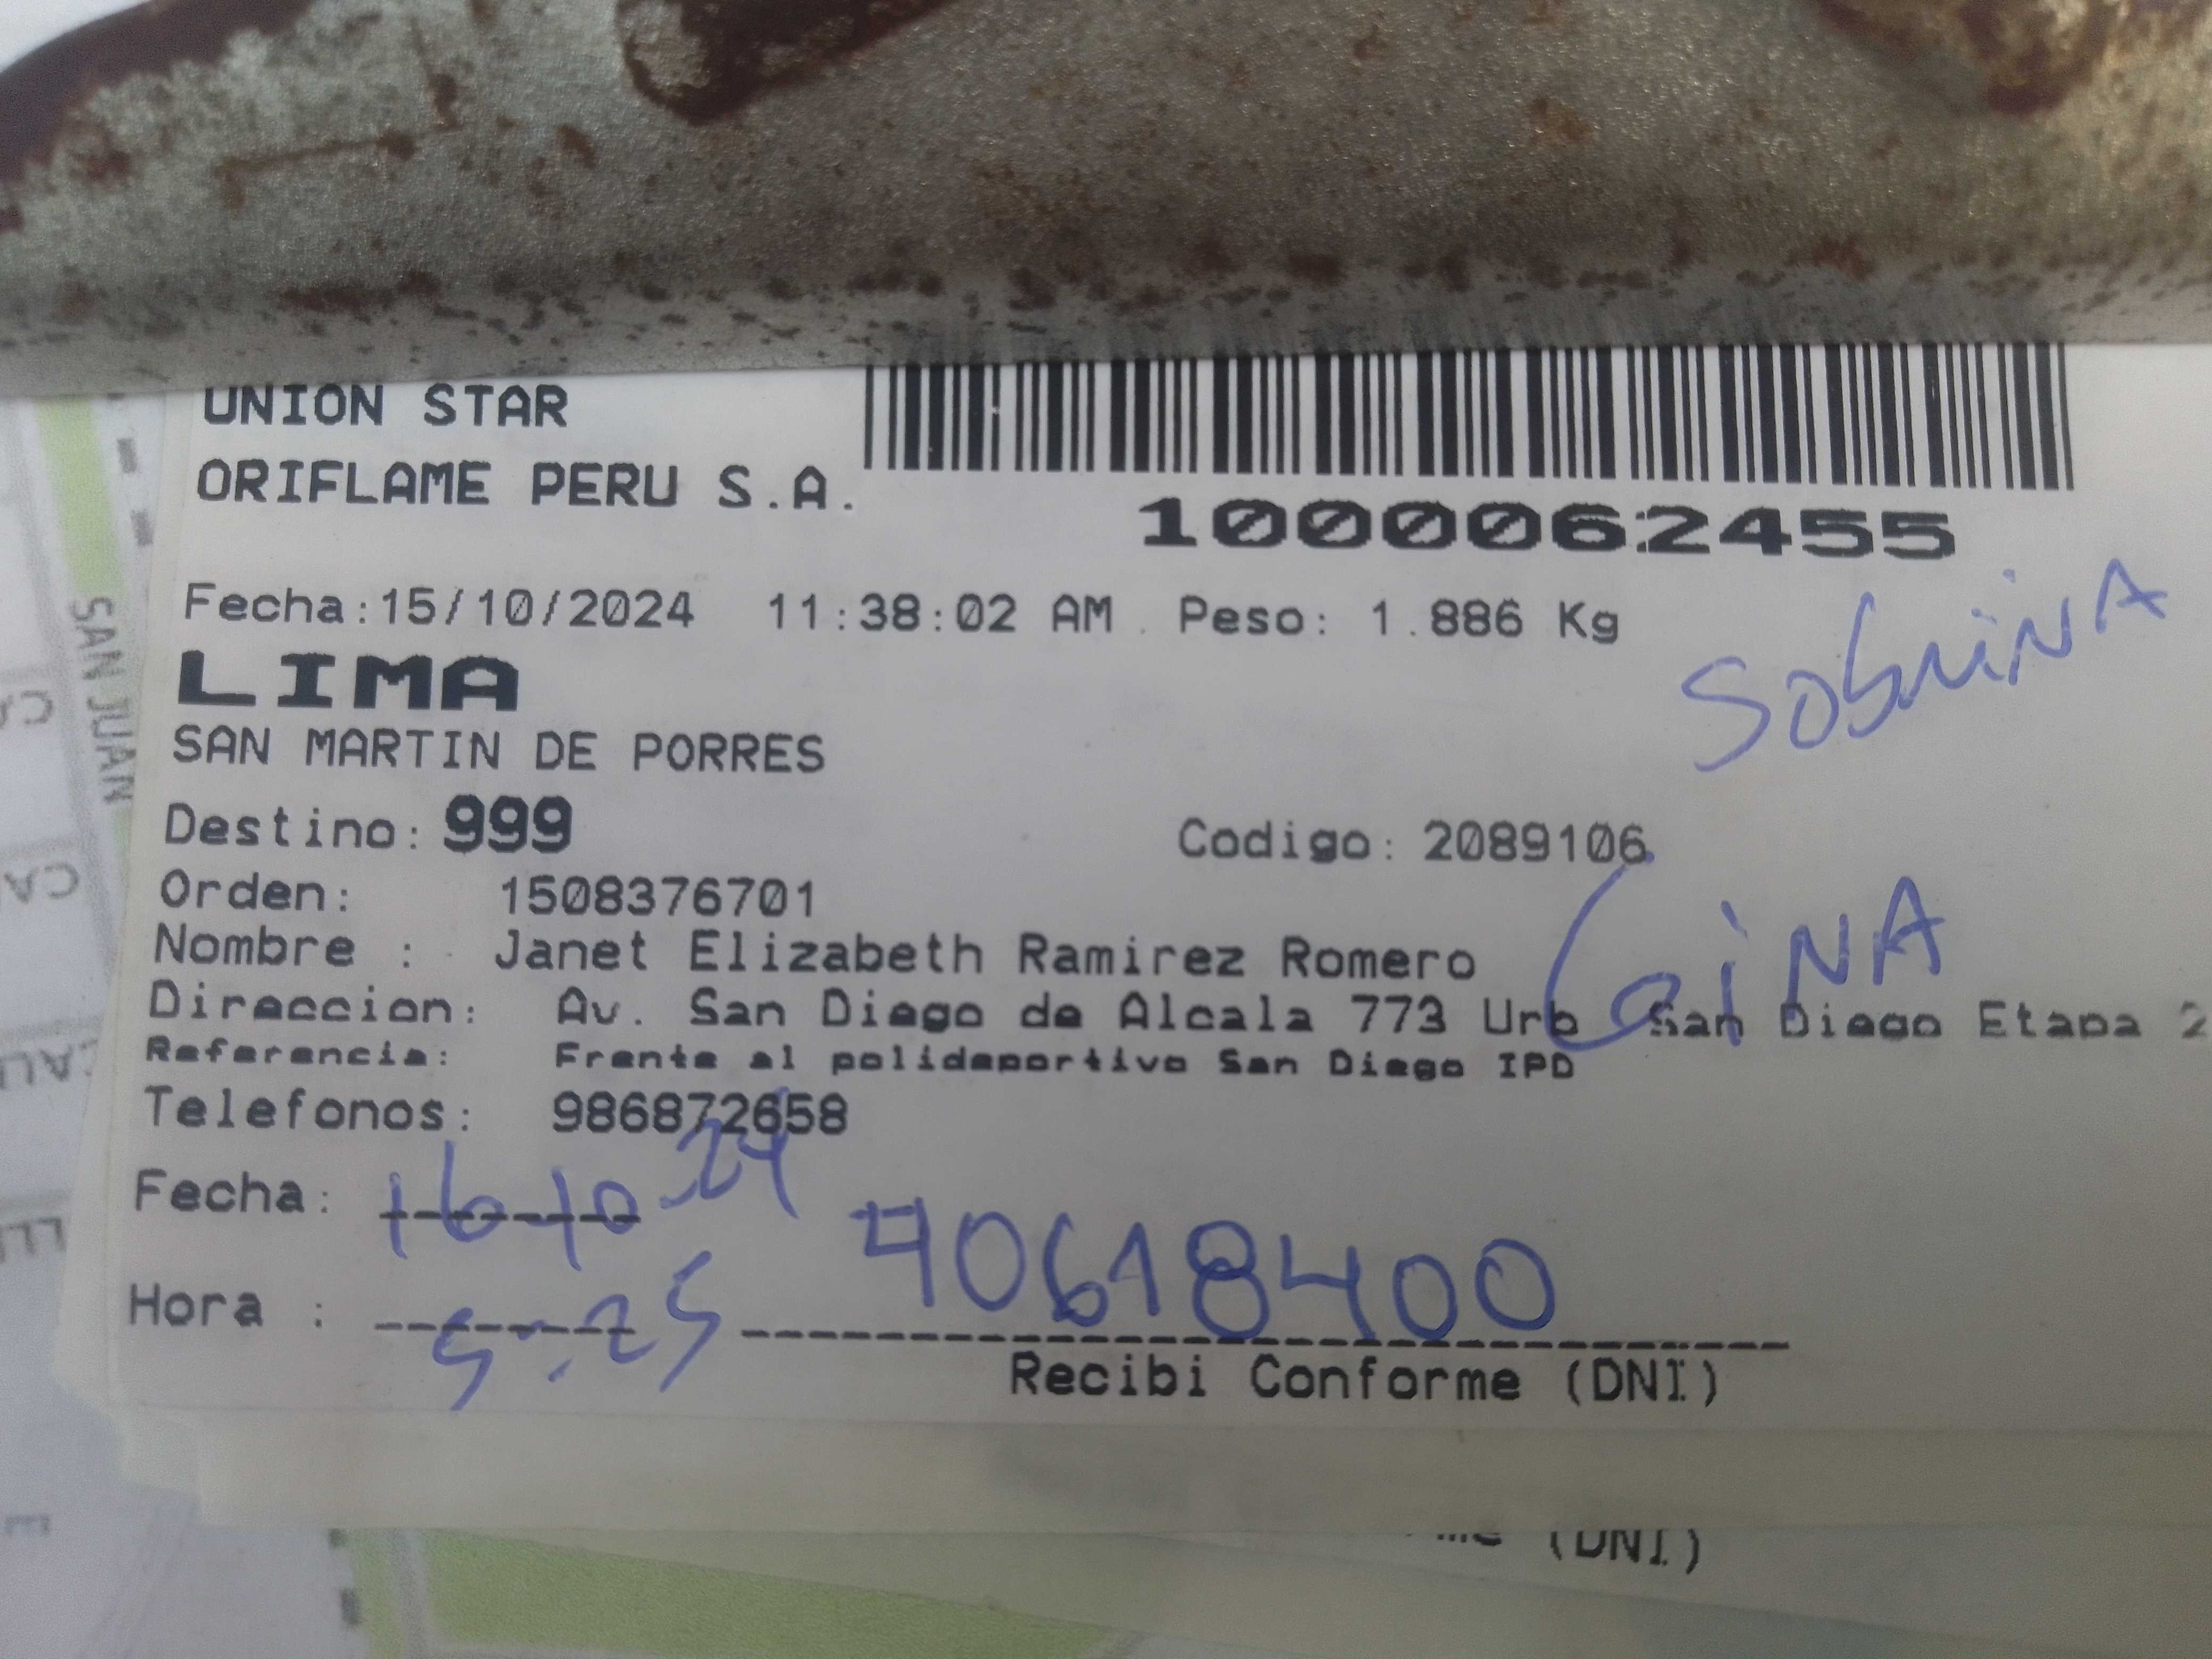 UNION STAR
ORIFLAME PERU S.A.
1000062455
Fecha:15/10/2024 11:38:02 AM Peso: 1.886 Kg
SobriNA
LIMA
SAN MARTIN DE PORRES
Destino: 999 Codigo: 2089106
Orden: 1508376701
GiNA
Nombre : Janet Elizabeth Ramirez Romero
Direccion: Av. San Diego de Alcala 773 Urb San Diego Etapa 2
Referencia: Frente al polideportivo San Diego IPD
Telefonos: 986872658
Fecha: 16-10-24
70618400
Hora : 5:25
Recibi Conforme (DNI)
(DNI)
SAN JUAN